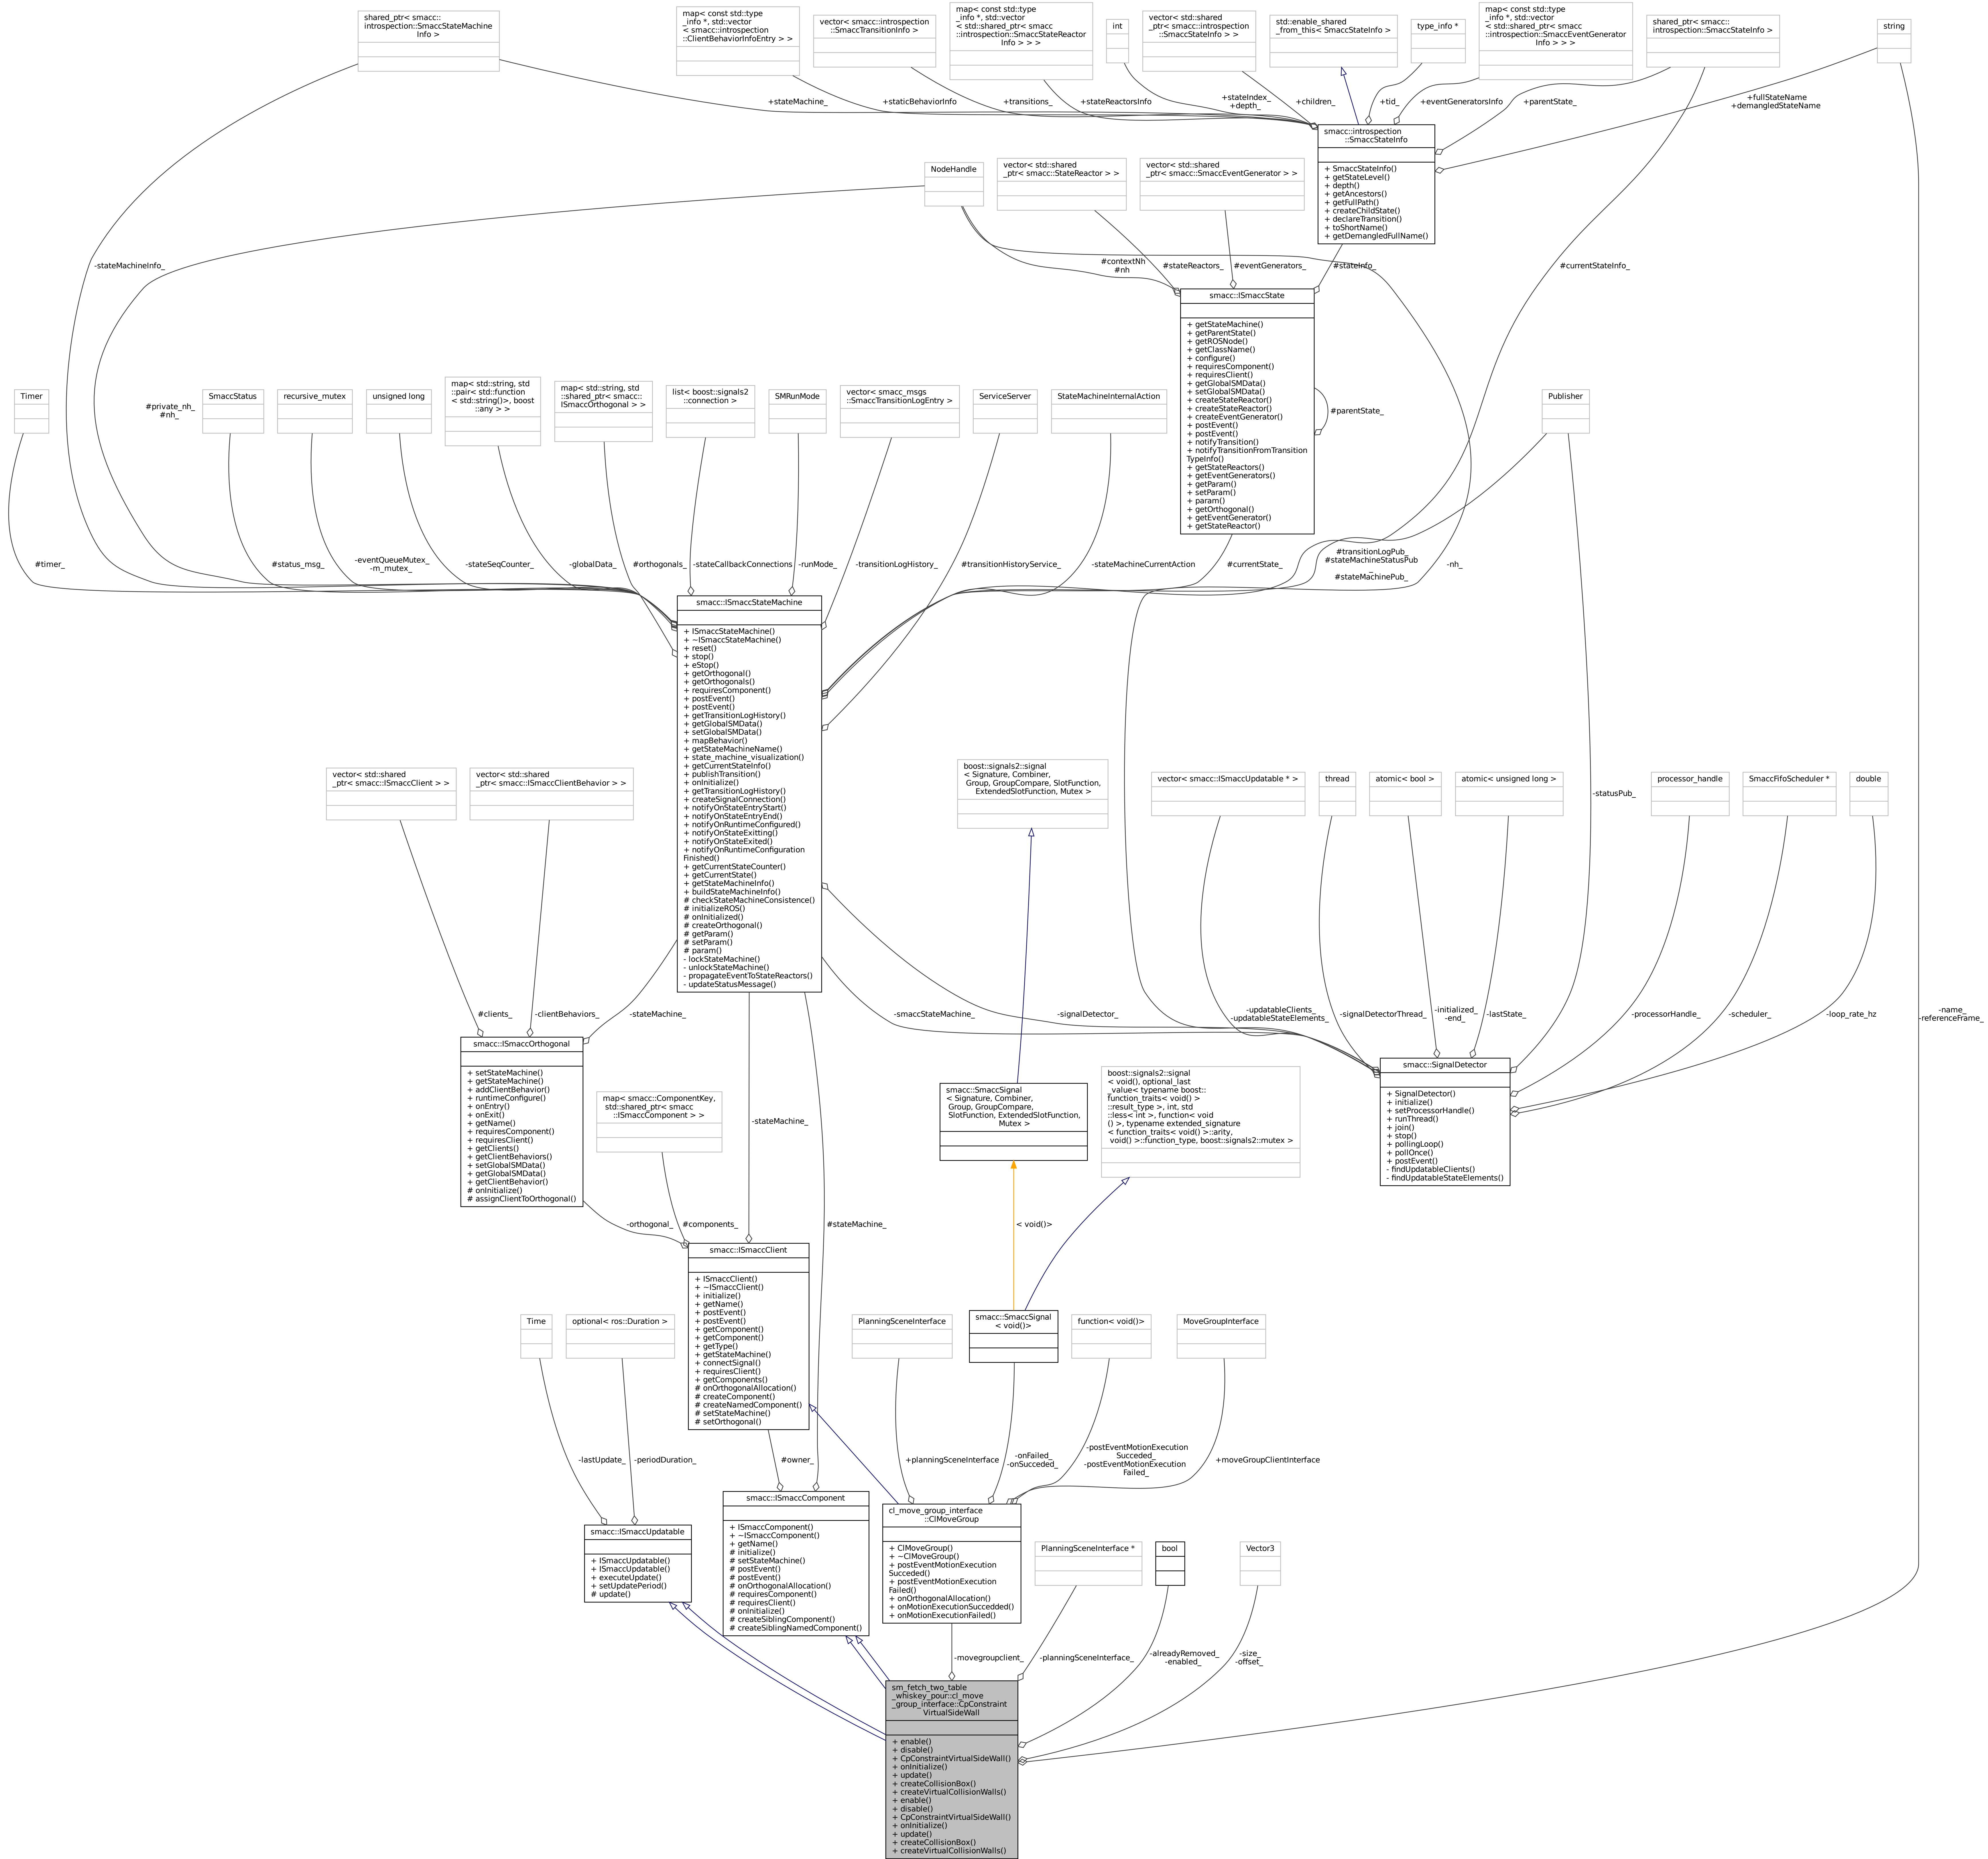 shared_ptr< smacc::
introspection::SmaccStateMachine
Info >
map< const std::type
_info *, std::vector
< smacc::introspection
::ClientBehaviorInfoEntry > >
vector< smacc::introspection
::SmaccTransitionInfo >
map< const std::type
_info *, std::vector
< std::shared_ptr< smacc
::introspection::SmaccStateReactor
Info > > >
int
vector< std::shared
_ptr< smacc::introspection
::SmaccStateInfo > >
std::enable_shared
_from_this< SmaccStateInfo >
type_info *
map< const std::type
_info *, std::vector
< std::shared_ptr< smacc
::introspection::SmaccEventGenerator
Info > > >
shared_ptr< smacc::
introspection::SmaccStateInfo >
string
+stateMachine_
+staticBehaviorInfo
+transitions_
+stateReactorsInfo
+stateIndex_
+depth_
+children_
+tid_
+eventGeneratorsInfo
+parentState_
+fullStateName
+demangledStateName
smacc::introspection
::SmaccStateInfo
+ SmaccStateInfo()
+ getStateLevel()
+ depth()
+ getAncestors()
+ getFullPath()
+ createChildState()
+ declareTransition()
+ toShortName()
+ getDemangledFullName()
NodeHandle
vector< std::shared
_ptr< smacc::StateReactor > >
vector< std::shared
_ptr< smacc::SmaccEventGenerator > >
-stateMachineInfo_
#contextNh
#nh
#stateReactors_
#eventGenerators_
#stateInfo_
#currentStateInfo_
smacc::ISmaccState
+ getStateMachine()
+ getParentState()
+ getROSNode()
+ getClassName()
+ configure()
+ requiresComponent()
+ requiresClient()
+ getGlobalSMData()
+ setGlobalSMData()
+ createStateReactor()
+ createStateReactor()
+ createEventGenerator()
+ postEvent()
+ postEvent()
+ notifyTransition()
+ notifyTransitionFromTransition
TypeInfo()
+ getStateReactors()
+ getEventGenerators()
+ getParam()
+ setParam()
+ param()
+ getOrthogonal()
+ getEventGenerator()
+ getStateReactor()
#parentState_
Timer
#private_nh_
#nh_
SmaccStatus
recursive_mutex
unsigned long
map< std::string, std
::pair< std::function
< std::string()>, boost
::any > >
map< std::string, std
::shared_ptr< smacc::
ISmaccOrthogonal > >
list< boost::signals2
::connection >
SMRunMode
vector< smacc_msgs
::SmaccTransitionLogEntry >
ServiceServer
StateMachineInternalAction
Publisher
#timer_
#status_msg_
-eventQueueMutex_
-m_mutex_
-stateSeqCounter_
-globalData_
#orthogonals_
-stateCallbackConnections
-runMode_
-transitionLogHistory_
#transitionHistoryService_
-stateMachineCurrentAction
#currentState_
#transitionLogPub_
#stateMachineStatusPub
_
#stateMachinePub_
-nh_
smacc::ISmaccStateMachine
+ ISmaccStateMachine()
+ ~ISmaccStateMachine()
+ reset()
+ stop()
+ eStop()
+ getOrthogonal()
+ getOrthogonals()
+ requiresComponent()
+ postEvent()
+ postEvent()
+ getTransitionLogHistory()
+ getGlobalSMData()
+ setGlobalSMData()
+ mapBehavior()
+ getStateMachineName()
+ state_machine_visualization()
+ getCurrentStateInfo()
+ publishTransition()
+ onInitialize()
+ getTransitionLogHistory()
+ createSignalConnection()
+ notifyOnStateEntryStart()
+ notifyOnStateEntryEnd()
+ notifyOnRuntimeConfigured()
+ notifyOnStateExitting()
+ notifyOnStateExited()
+ notifyOnRuntimeConfiguration
Finished()
+ getCurrentStateCounter()
+ getCurrentState()
+ getStateMachineInfo()
+ buildStateMachineInfo()
# checkStateMachineConsistence()
# initializeROS()
# onInitialized()
# createOrthogonal()
# getParam()
# setParam()
# param()
- lockStateMachine()
- unlockStateMachine()
- propagateEventToStateReactors()
- updateStatusMessage()
vector< std::shared
_ptr< smacc::ISmaccClient > >
vector< std::shared
_ptr< smacc::ISmaccClientBehavior > >
boost::signals2::signal
< Signature, Combiner,
Group, GroupCompare, SlotFunction,
ExtendedSlotFunction, Mutex >
vector< smacc::ISmaccUpdatable * >
thread
atomic< bool >
atomic< unsigned long >
-statusPub_
processor_handle
SmaccFifoScheduler *
double
#clients_
-clientBehaviors_
-stateMachine_
-smaccStateMachine_
-signalDetector_
-updatableClients_
-updatableStateElements_
-signalDetectorThread_
-initialized_
-end_
-lastState_
-processorHandle_
-scheduler_
-loop_rate_hz
-name_
-referenceFrame_
smacc::ISmaccOrthogonal
+ setStateMachine()
+ getStateMachine()
+ addClientBehavior()
+ runtimeConfigure()
+ onEntry()
+ onExit()
+ getName()
+ requiresComponent()
+ requiresClient()
+ getClients()
+ getClientBehaviors()
+ setGlobalSMData()
+ getGlobalSMData()
+ getClientBehavior()
# onInitialize()
# assignClientToOrthogonal()
map< smacc::ComponentKey,
std::shared_ptr< smacc
::ISmaccComponent > >
-stateMachine_
smacc::SmaccSignal
< Signature, Combiner,
Group, GroupCompare,
SlotFunction, ExtendedSlotFunction,
Mutex >
boost::signals2::signal
< void(), optional_last
_value< typename boost::
function_traits< void() >
::result_type >, int, std
::less< int >, function< void
() >, typename extended_signature
< function_traits< void() >::arity,
void() >::function_type, boost::signals2::mutex >
smacc::SignalDetector
+ SignalDetector()
+ initialize()
+ setProcessorHandle()
+ runThread()
+ join()
+ stop()
+ pollingLoop()
+ pollOnce()
+ postEvent()
- findUpdatableClients()
- findUpdatableStateElements()
-orthogonal_
#components_
#stateMachine_
< void()>
smacc::ISmaccClient
+ ISmaccClient()
+ ~ISmaccClient()
+ initialize()
+ getName()
+ postEvent()
+ postEvent()
+ getComponent()
+ getComponent()
+ getType()
+ getStateMachine()
+ connectSignal()
+ requiresClient()
+ getComponents()
# onOrthogonalAllocation()
# createComponent()
# createNamedComponent()
# setStateMachine()
# setOrthogonal()
Time
optional< ros::Duration >
PlanningSceneInterface
smacc::SmaccSignal
< void()>
function< void()>
MoveGroupInterface
-lastUpdate_
-periodDuration_
#owner_
+planningSceneInterface
-onFailed_
-onSucceded_
-postEventMotionExecution
Succeded_
-postEventMotionExecution
Failed_
+moveGroupClientInterface
smacc::ISmaccUpdatable
+ ISmaccUpdatable()
+ ISmaccUpdatable()
+ executeUpdate()
+ setUpdatePeriod()
# update()
smacc::ISmaccComponent
+ ISmaccComponent()
+ ~ISmaccComponent()
+ getName()
# initialize()
# setStateMachine()
# postEvent()
# postEvent()
# onOrthogonalAllocation()
# requiresComponent()
# requiresClient()
# onInitialize()
# createSiblingComponent()
# createSiblingNamedComponent()
cl_move_group_interface
::ClMoveGroup
+ ClMoveGroup()
+ ~ClMoveGroup()
+ postEventMotionExecution
Succeded()
+ postEventMotionExecution
Failed()
+ onOrthogonalAllocation()
+ onMotionExecutionSuccedded()
+ onMotionExecutionFailed()
PlanningSceneInterface *
bool
Vector3
-movegroupclient_
-planningSceneInterface_
-alreadyRemoved_
-enabled_
-size_
-offset_
sm_fetch_two_table
_whiskey_pour::cl_move
_group_interface::CpConstraint
VirtualSideWall
+ enable()
+ disable()
+ CpConstraintVirtualSideWall()
+ onInitialize()
+ update()
+ createCollisionBox()
+ createVirtualCollisionWalls()
+ enable()
+ disable()
+ CpConstraintVirtualSideWall()
+ onInitialize()
+ update()
+ createCollisionBox()
+ createVirtualCollisionWalls()